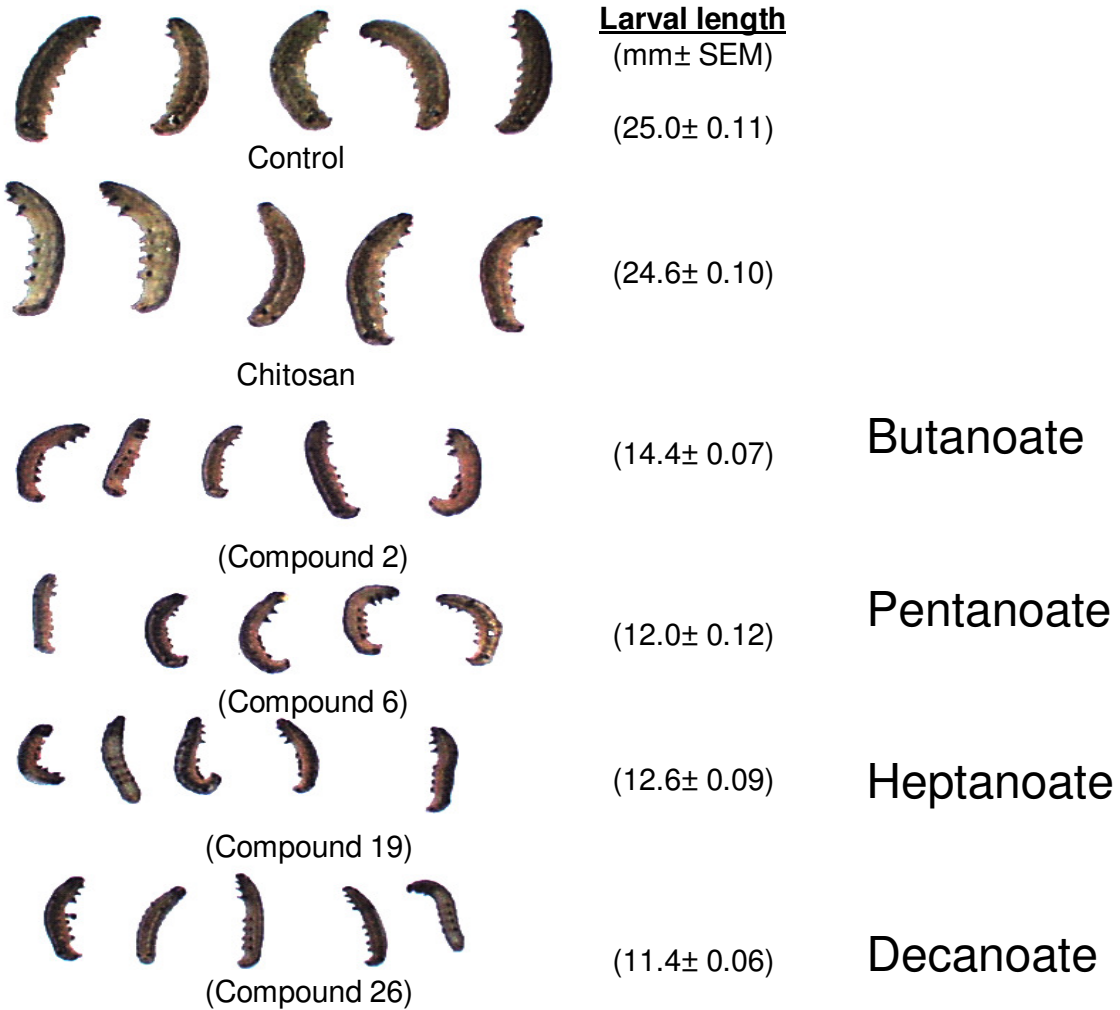 Larval length
(mm± SEM)
(25.0± 0.11)
Control
(24.6± 0.10)
Chitosan
(14.4± 0.07)
Butanoate
(Compound 2)
(12.0± 0.12)
Pentanoate
(Compound 6)
(12.6± 0.09)
Heptanoate
(Compound 19)
(11.4± 0.06)
Decanoate
(Compound 26)